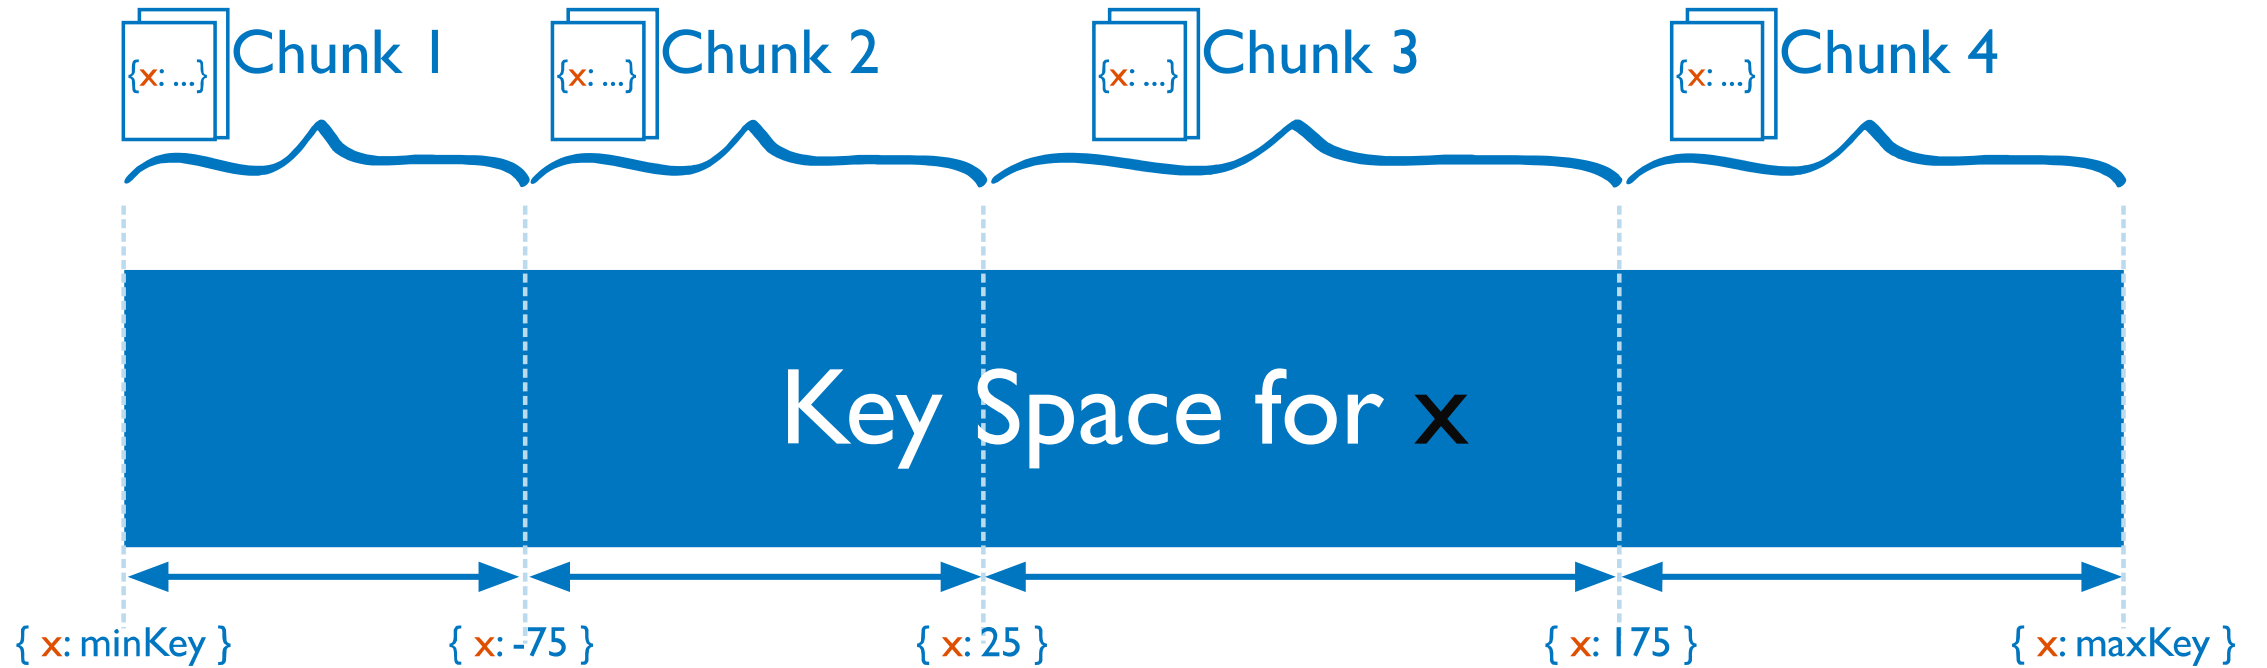 Chunk 1
Chunk 2
Chunk 3
Chunk 4
{x: ...}
{x: ...}
{x: ...}
{x: ...}
Key Space for x
{ x: minKey }
{ x: -75 }
{ x: 25 }
{ x: 175 }
{ x: maxKey }